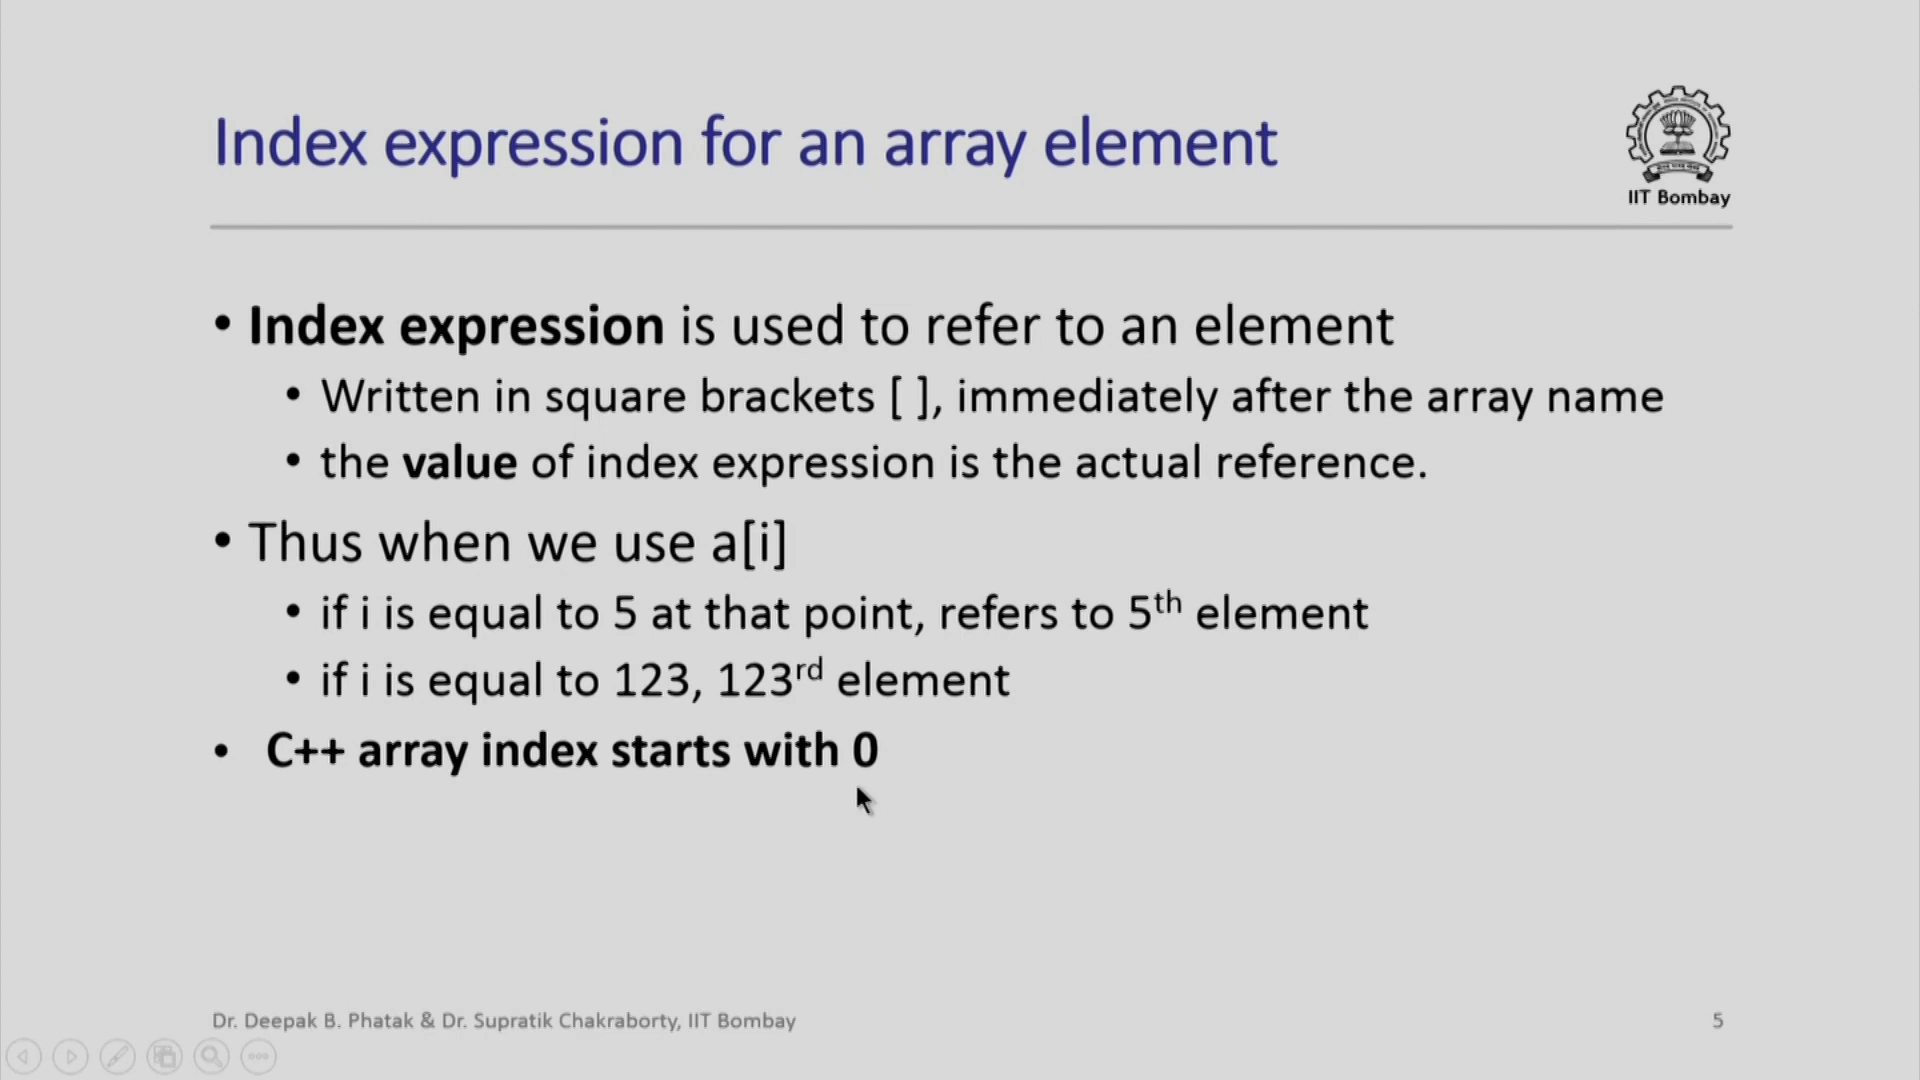 Index expression for an array element
IIT Bombay
• Index expression is used to refer to an element
• Written in square brackets [ ], immediately after the array name
• the value of index expression is the actual reference.
• Thus when we use a[i]
• if i is equal to 5 at that point, refers to 5th element
• if i is equal to 123, 123rd element
• C++ array index starts with 0
Dr. Deepak B. Phatak & Dr. Supratik Chakraborty, IIT Bombay
5